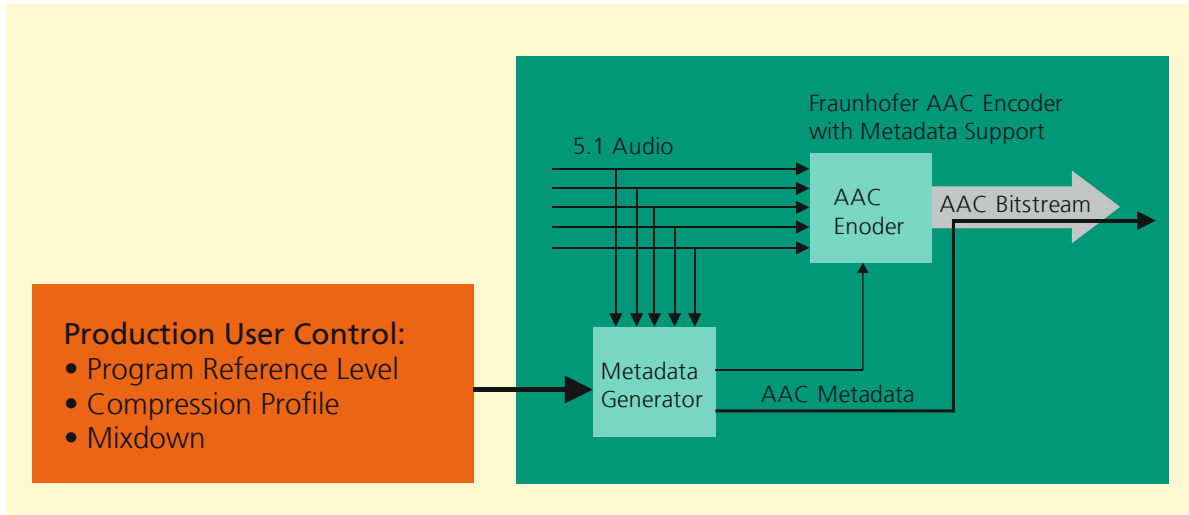 Fraunhofer AAC Encoder
with Metadata Support
5.1 Audio
AAC
Enoder
AAC Bitstream
Production User Control:
• Program Reference Level
• Compression Profile
• Mixdown
Metadata
Generator
AAC Metadata